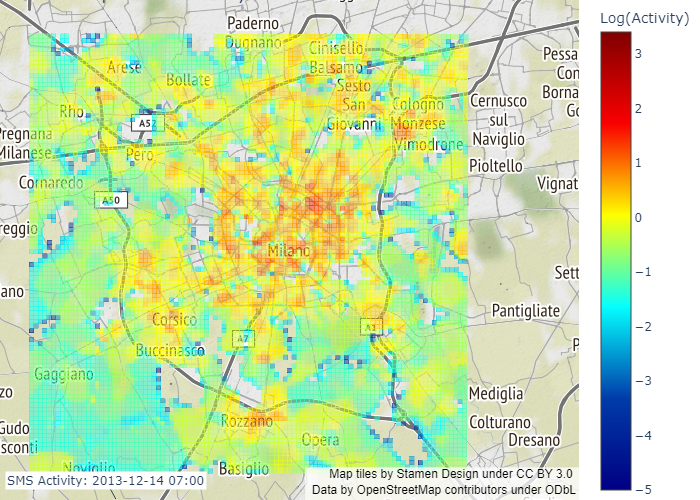 Log(Activity)
3
2
1
0
−1
−2
−3
−4
−5
Paderno
Dugnano
Cinisello
Balsamo
Arese
Bollate
Sesto
San
Giovanni
Cologno
Monzese
Cernusco
sul
Naviglio
Pessa
Con
Borna
Go
Rho
A52
Pregnana
Milanese
Pero
Vimodrone
Pioltello
Cornaredo
Vignat
A50
reggio
Milano
Sett
ano
Corsico
A7
A1
Pantigliate
Buccinasco
P
Gaggiano
zo
Mediglia
Rozzano
Colturano
Gudo
sconti
Opera
Dresano
Noviglio
Basiglio
SMS Activity: 2013-12-14 07:00
Map tiles by Stamen Design under CC BY 3.0
Data by OpenStreetMap contributors under ODbL